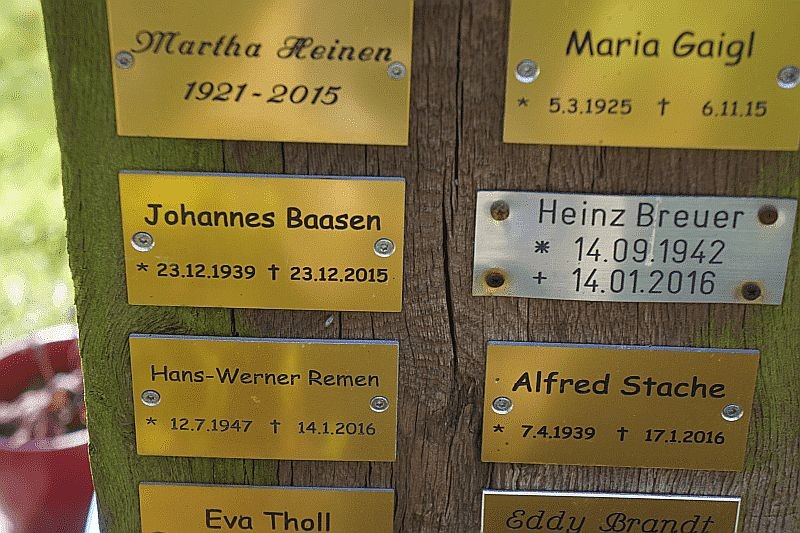 Martha Heinen
1921 - 2015
Maria Gaigl
* 5.3.1925 † 6.11.15
Johannes Baasen
* 23.12.1939 † 23.12.2015
Heinz Breuer
* 14.09.1942
+ 14.01.2016
Hans-Werner Remen
* 12.7.1947 † 14.1.2016
Alfred Stache
* 7.4.1939 † 17.1.2016
Eva Tholl
Eddy Brandt